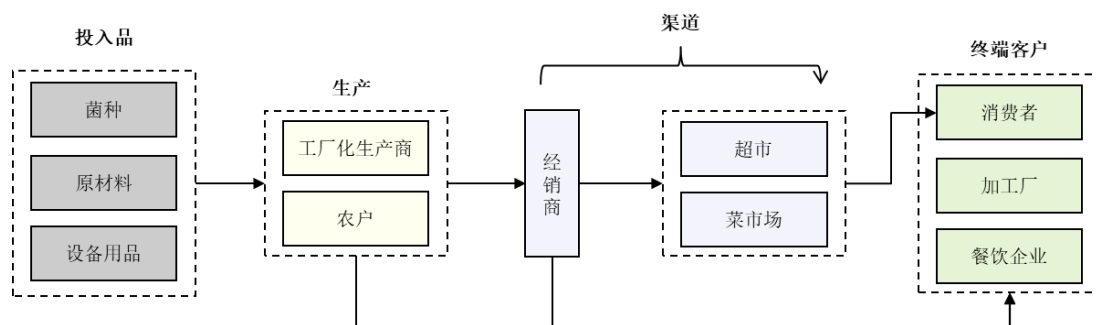 投入品
菌种
原材料
设备用品
生产
工厂化生产商
农户
渠道
经销商
超市
菜市场
终端客户
消费者
加工厂
餐饮企业